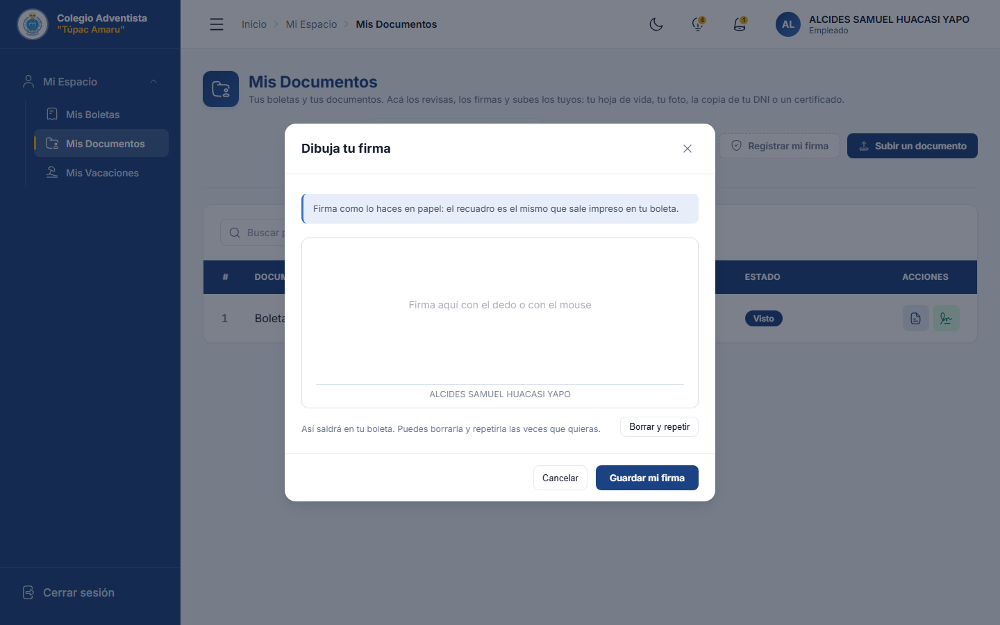 Colegio Adventista
"Túpac Amaru"
Inicio
Mi Espacio
Mis Documentos
4
1
AL
ALCIDES SAMUEL HUACASI YAPO
Empleado
Mi Espacio
Mis Boletas
Mis Documentos
Mis Vacaciones
Cerrar sesión
Mis Documentos
Tus boletas y tus documentos. Acá los revisas, los firmas y subes los tuyos: tu hoja de vida, tu foto, la copia de tu DNI o un certificado.
Registrar mi firma
Subir un documento
Buscar
#
ESTADO
ACCIONES
1
Visto
Dibuja tu firma
Firma como lo haces en papel: el recuadro es el mismo que sale impreso en tu boleta.
Firma aquí con el dedo o con el mouse
ALCIDES SAMUEL HUACASI YAPO
Así saldrá en tu boleta. Puedes borrarla y repetirla las veces que quieras.
Borrar y repetir
Cancelar
Guardar mi firma